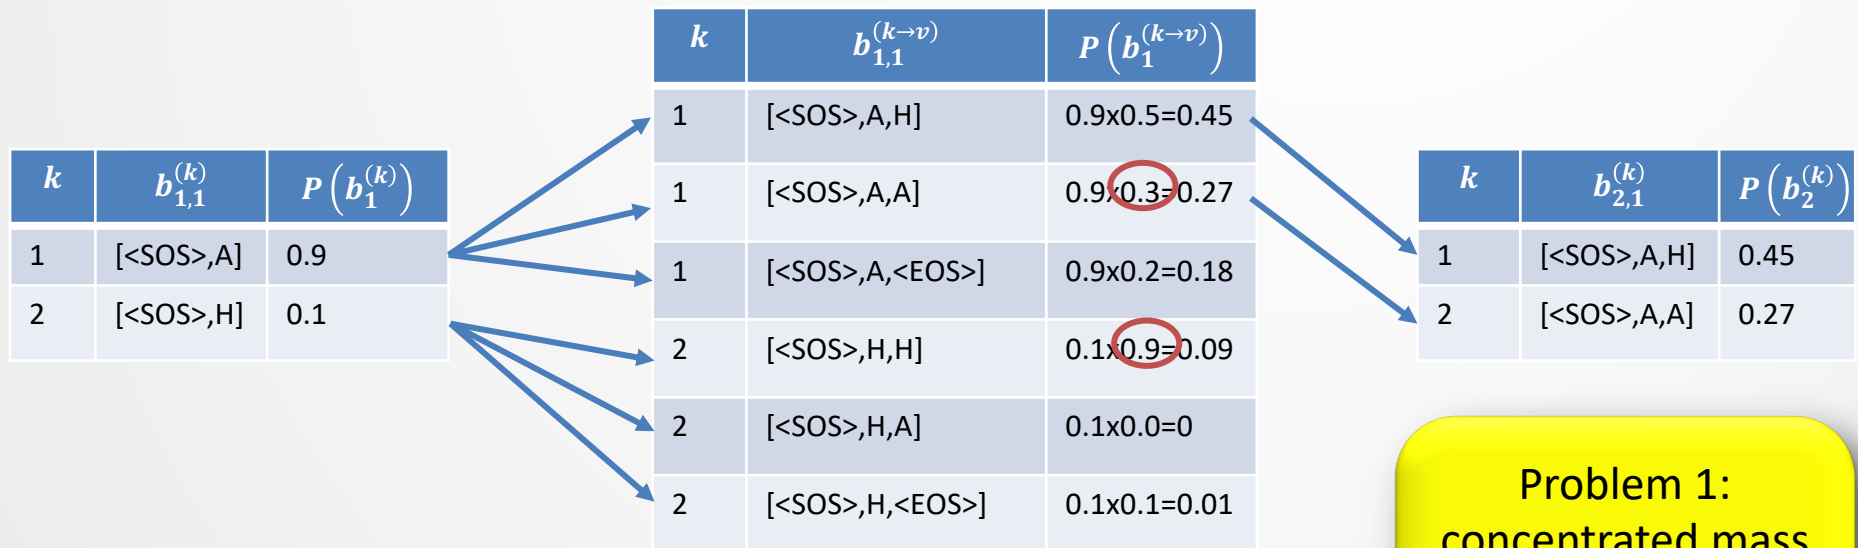 k b_{1,1}^{(k)} P(b_1^{(k)})
1 [<SOS>,A] 0.9
2 [<SOS>,H] 0.1
k b_{1,1}^{(k→v)} P(b_1^{(k→v)})
1 [<SOS>,A,H] 0.9x0.5=0.45
1 [<SOS>,A,A] 0.9x0.3=0.27
1 [<SOS>,A,<EOS>] 0.9x0.2=0.18
2 [<SOS>,H,H] 0.1x0.9=0.09
2 [<SOS>,H,A] 0.1x0.0=0
2 [<SOS>,H,<EOS>] 0.1x0.1=0.01
k b_{2,1}^{(k)} P(b_2^{(k)})
1 [<SOS>,A,H] 0.45
2 [<SOS>,A,A] 0.27
Problem 1:
concentrated mass